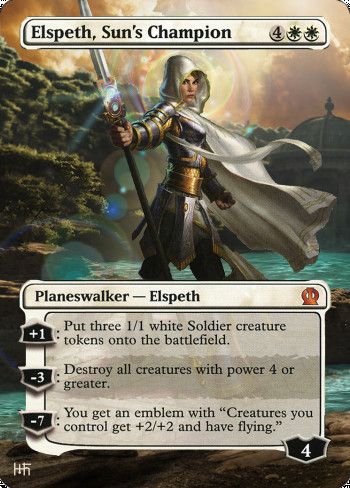 Elspeth, Sun's Champion 4
Planeswalker — Elspeth
+1: Put three 1/1 white Soldier creature
tokens onto the battlefield.
-3: Destroy all creatures with power 4 or
greater.
-7: You get an emblem with “Creatures you
control get +2/+2 and have flying.”
4